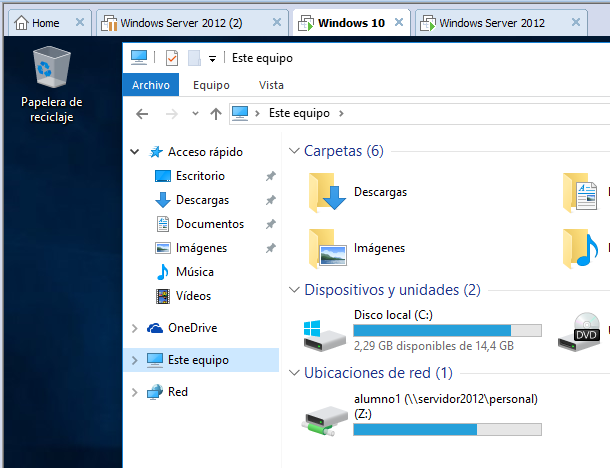 Home
Windows Server 2012 (2)
Windows 10
Windows Server 2012
Papelera de
reciclaje
Este equipo
Archivo
Equipo
Vista
Este equipo
Acceso rápido
Escritorio
Descargas
Documentos
Imágenes
Música
Vídeos
OneDrive
Este equipo
Red
Carpetas (6)
Descargas
Imágenes
Dispositivos y unidades (2)
Disco local (C:)
2,29 GB disponibles de 14,4 GB
DVD
Ubicaciones de red (1)
alumno1 (\\servidor2012\personal)
(Z:)